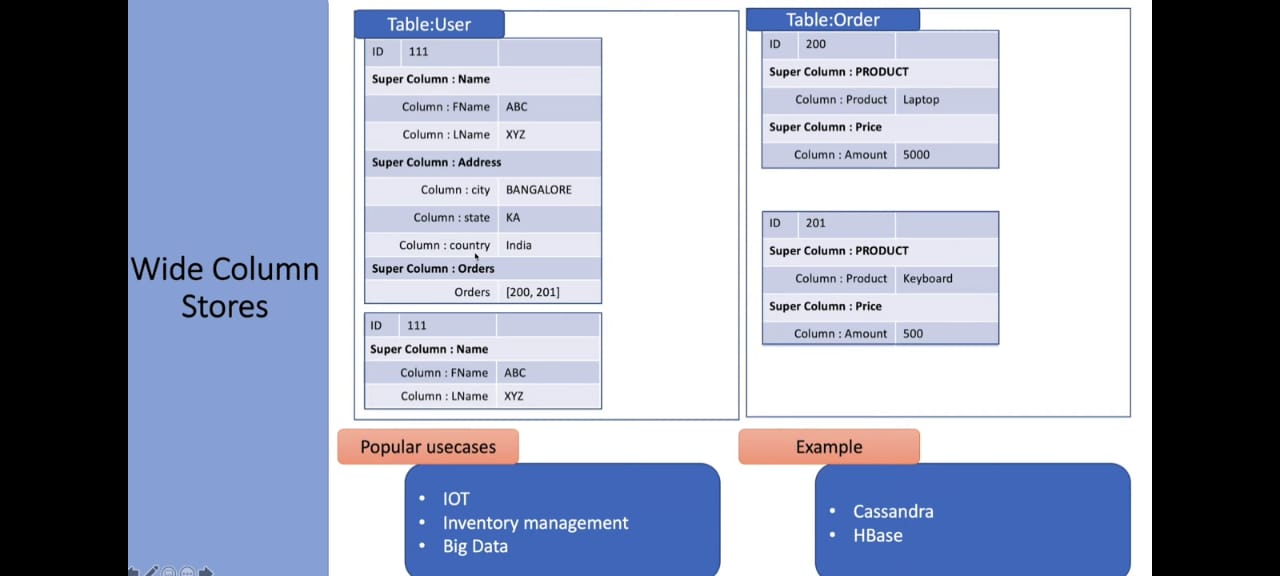 Wide Column
Stores
Table:User
ID 111
Super Column : Name
Column : FName ABC
Column : LName XYZ
Super Column : Address
Column : city BANGALORE
Column : state KA
Column : country India
Super Column : Orders
Orders [200, 201]
ID 111
Super Column : Name
Column : FName ABC
Column : LName XYZ
Table:Order
ID 200
Super Column : PRODUCT
Column : Product Laptop
Super Column : Price
Column : Amount 5000
ID 201
Super Column : PRODUCT
Column : Product Keyboard
Super Column : Price
Column : Amount 500
Popular usecases
• IOT
• Inventory management
• Big Data
Example
• Cassandra
• HBase